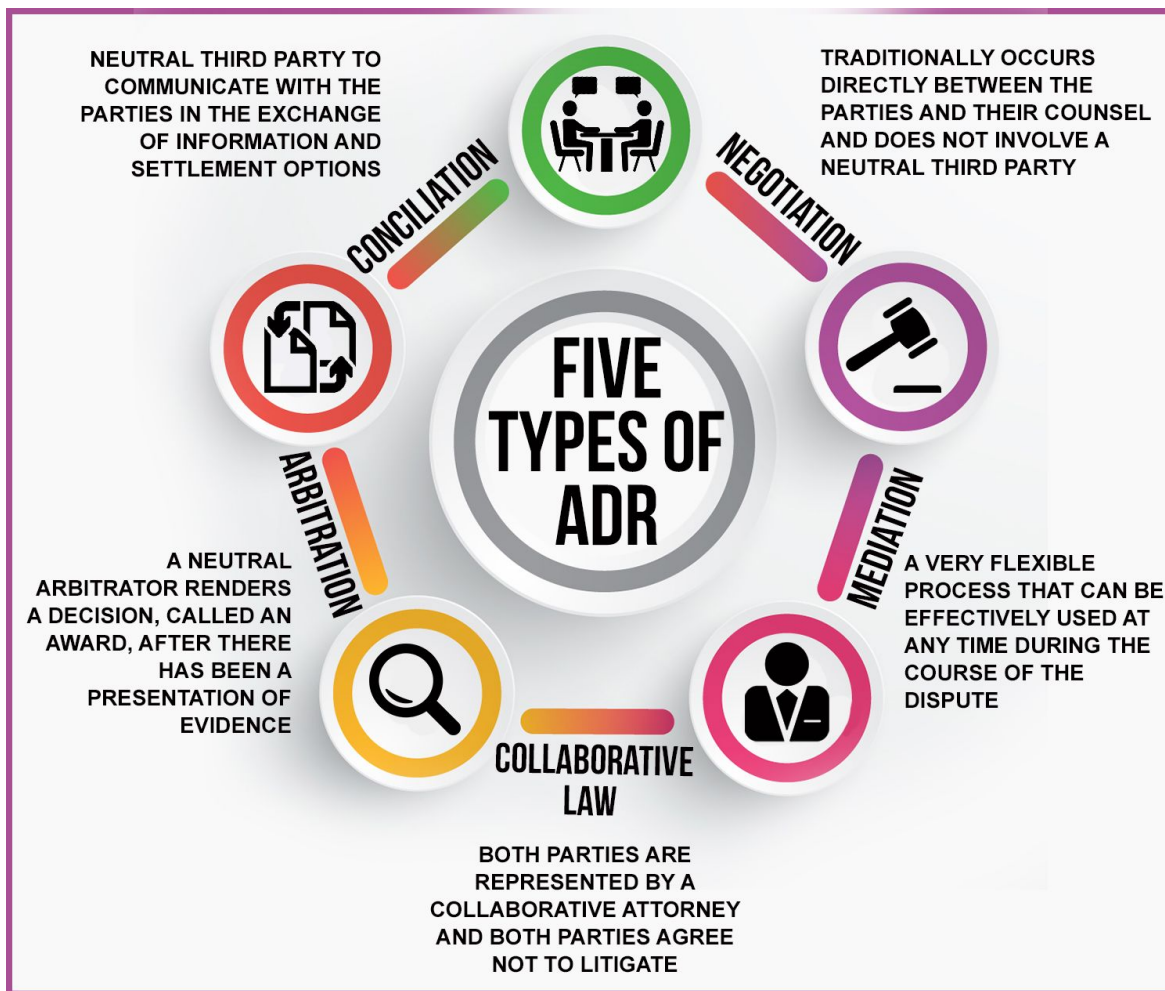 FIVE
TYPES OF
ADR
CONCILIATION
NEUTRAL THIRD PARTY TO
COMMUNICATE WITH THE
PARTIES IN THE EXCHANGE
OF INFORMATION AND
SETTLEMENT OPTIONS
NEGOTIATION
TRADITIONALLY OCCURS
DIRECTLY BETWEEN THE
PARTIES AND THEIR COUNSEL
AND DOES NOT INVOLVE A
NEUTRAL THIRD PARTY
MEDIATION
A VERY FLEXIBLE
PROCESS THAT CAN BE
EFFECTIVELY USED AT
ANY TIME DURING THE
COURSE OF THE
DISPUTE
COLLABORATIVE
LAW
BOTH PARTIES ARE
REPRESENTED BY A
COLLABORATIVE ATTORNEY
AND BOTH PARTIES AGREE
NOT TO LITIGATE
ARBITRATION
A NEUTRAL
ARBITRATOR RENDERS
A DECISION, CALLED AN
AWARD, AFTER THERE
HAS BEEN A
PRESENTATION OF
EVIDENCE